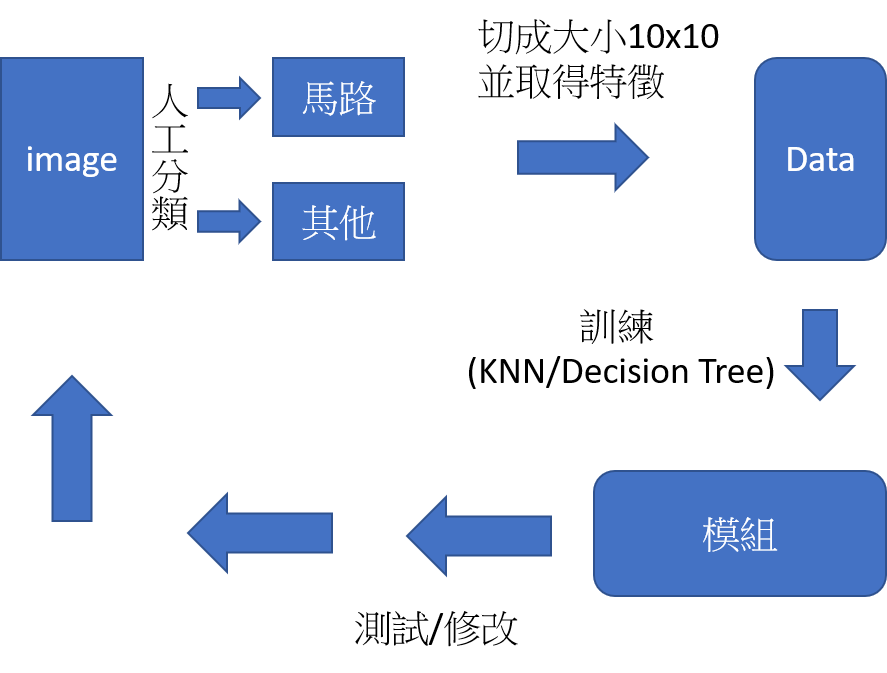 image
人工分類
馬路
其他
切成大小10x10
並取得特徵
Data
訓練
(KNN/Decision Tree)
模組
測試/修改